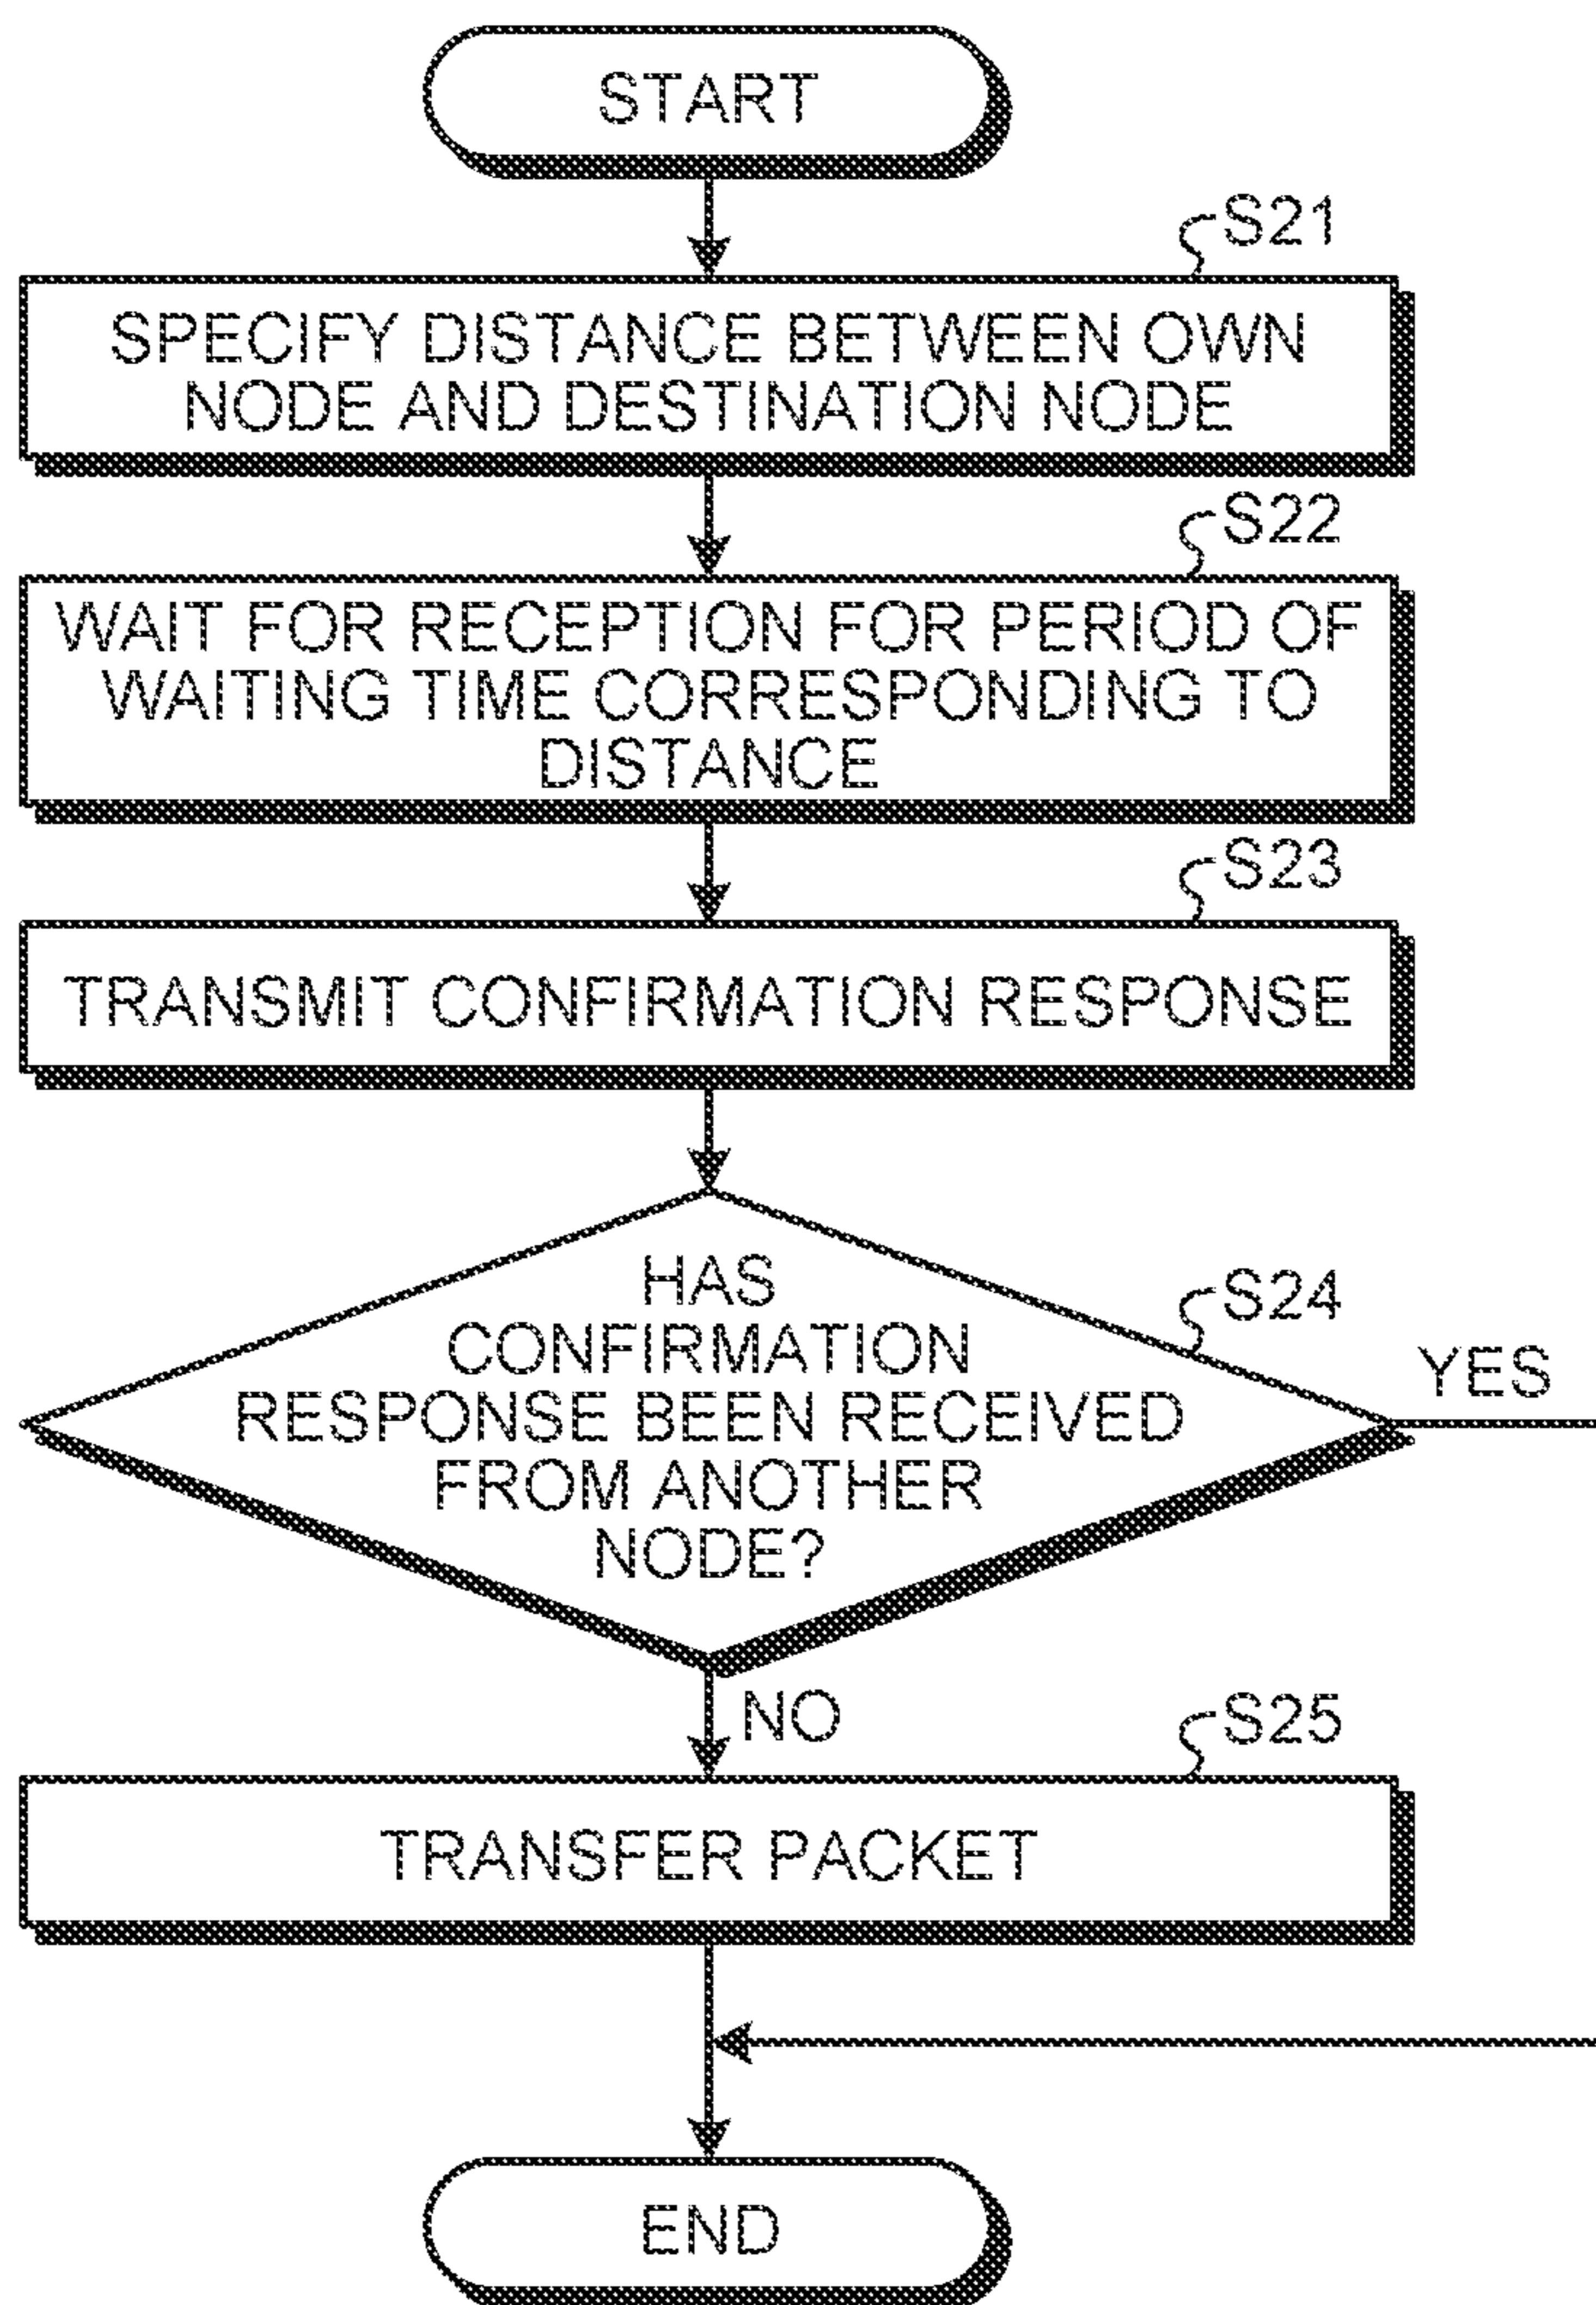 START
S21
SPECIFY DISTANCE BETWEEN OWN
NODE AND DESTINATION NODE
S22
WAIT FOR RECEPTION FOR PERIOD OF
WAITING TIME CORRESPONDING TO
DISTANCE
S23
TRANSMIT CONFIRMATION RESPONSE
S24
HAS
CONFIRMATION
RESPONSE BEEN RECEIVED
FROM ANOTHER
NODE?
YES
NO
S25
TRANSFER PACKET
END